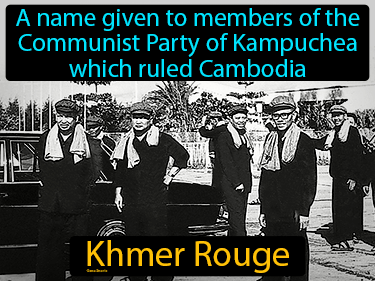 A name given to members of the
Communist Party of Kampuchea
which ruled Cambodia
Khmer Rouge